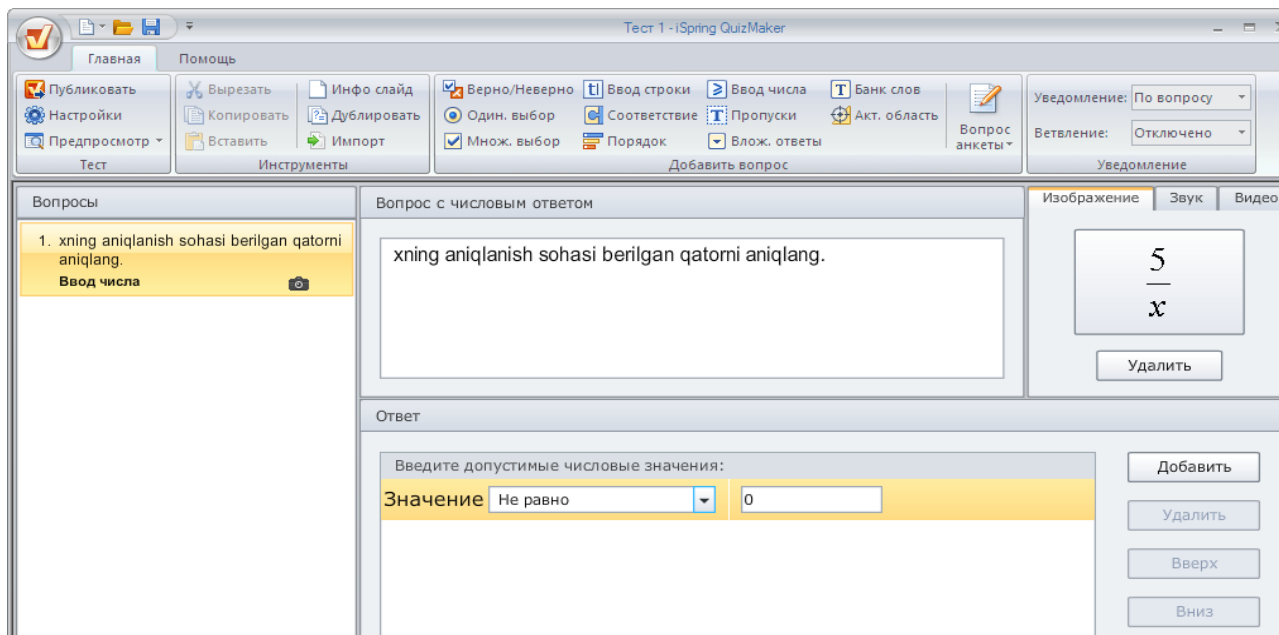 Тест 1 - iSpring QuizMaker
Главная Помощь
Публиковать Вырезать Инфо слайд Верно/Неверно Ввод строки Ввод числа Банк слов
Настройки Копировать Дублировать Один. выбор Соответствие Пропуски Акт. область
Предпросмотр Вставить Импорт Множ. выбор Порядок Влож. ответы
Вопрос
анкеты
Уведомление: По вопросу
Ветвление: Отключено
Тест Инструменты Добавить вопрос Уведомление
Вопросы
1. xning aniqlanish sohasi berilgan qatorni
aniqlang.
Ввод числа
Вопрос с числовым ответом
xning aniqlanish sohasi berilgan qatorni aniqlang.
Изображение Звук Видео
5
x
Удалить
Ответ
Введите допустимые числовые значения:
Значение Не равно 0
Добавить
Удалить
Вверх
Вниз